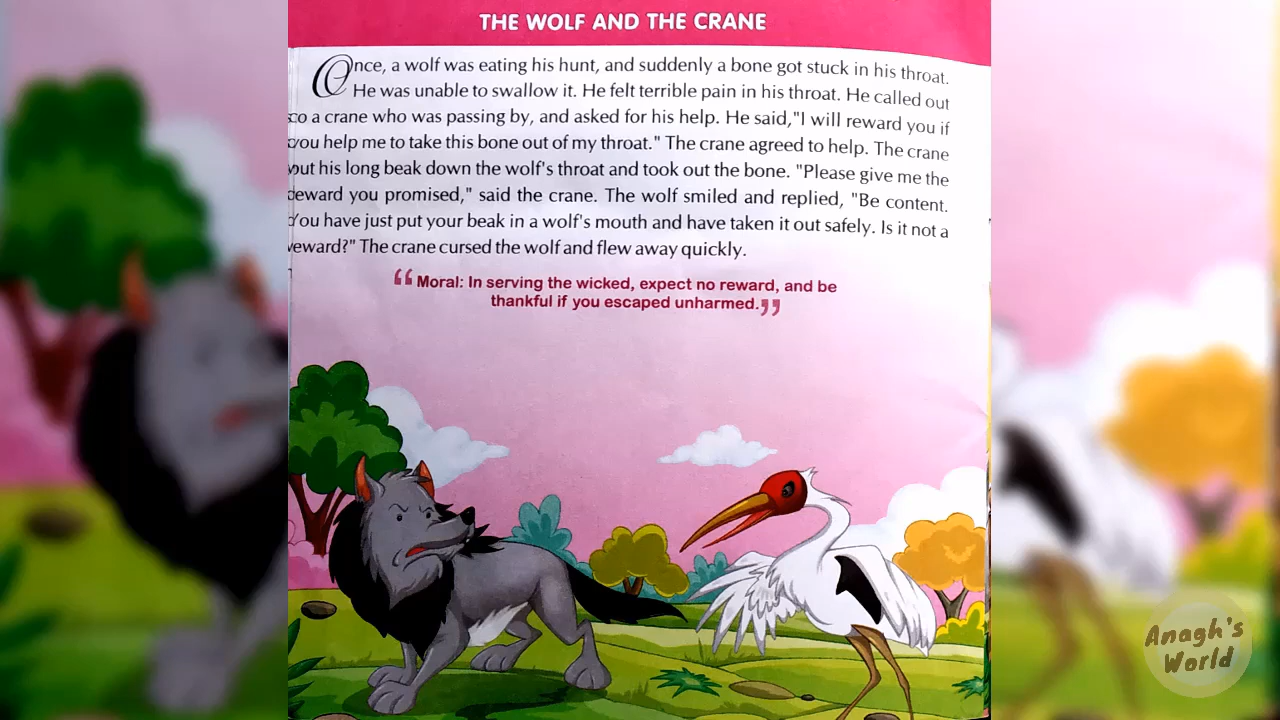 THE WOLF AND THE CRANE
Once, a wolf was eating his hunt, and suddenly a bone got stuck in his throat.
He was unable to swallow it. He felt terrible pain in his throat. He called out
to a crane who was passing by, and asked for his help. He said,"I will reward you if
you help me to take this bone out of my throat." The crane agreed to help. The crane
put his long beak down the wolf's throat and took out the bone. "Please give me the
reward you promised," said the crane. The wolf smiled and replied, "Be content.
You have just put your beak in a wolf's mouth and have taken it out safely. Is it not a
reward?" The crane cursed the wolf and flew away quickly.
“Moral: In serving the wicked, expect no reward, and be
thankful if you escaped unharmed.”
Anagh's
World